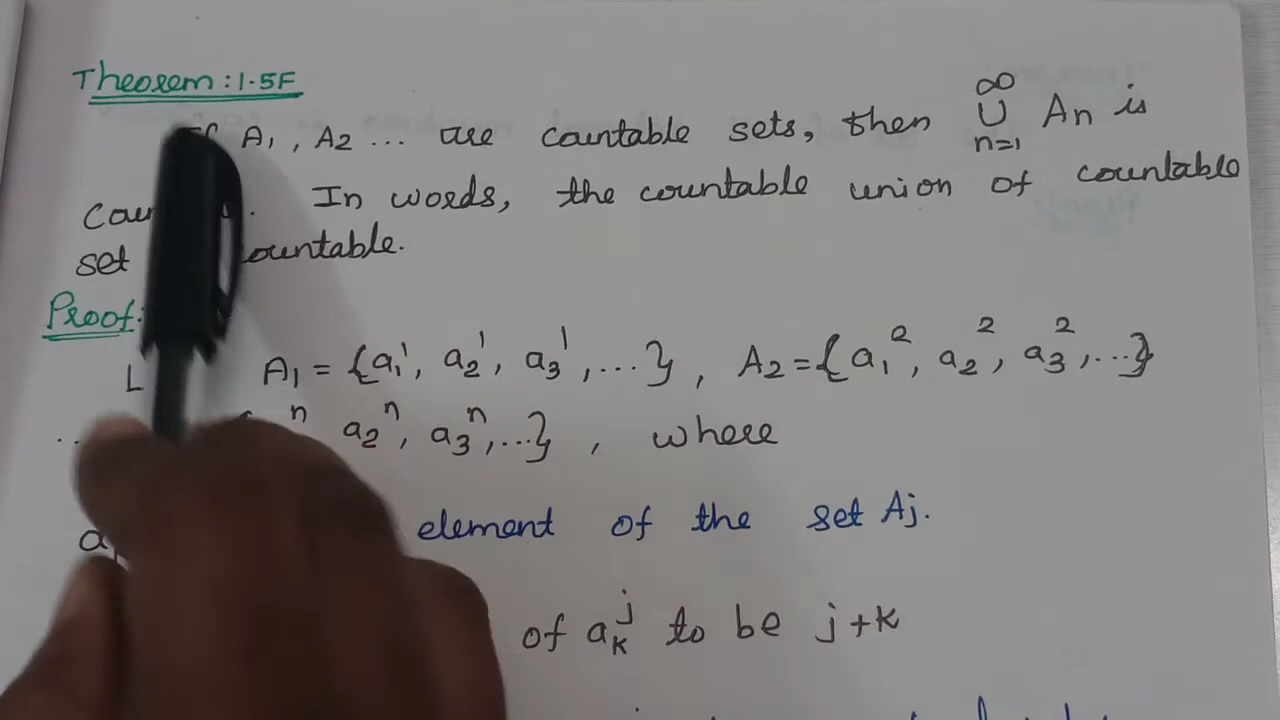 Theorem: 1.5F
If A₁, A₂ ... are countable sets, then ∞
∪
n=1 Aₙ is
Cou . In words, the countable union of countable
set ountable.
Proof:
L A₁ = {a₁¹, a₂¹, a₃¹, ...}, A₂ = {a₁², a₂², a₃², ...}
... n a₂ⁿ, a₃ⁿ, ...}, where
a element of the set Aj.
of aₖʲ to be j+k